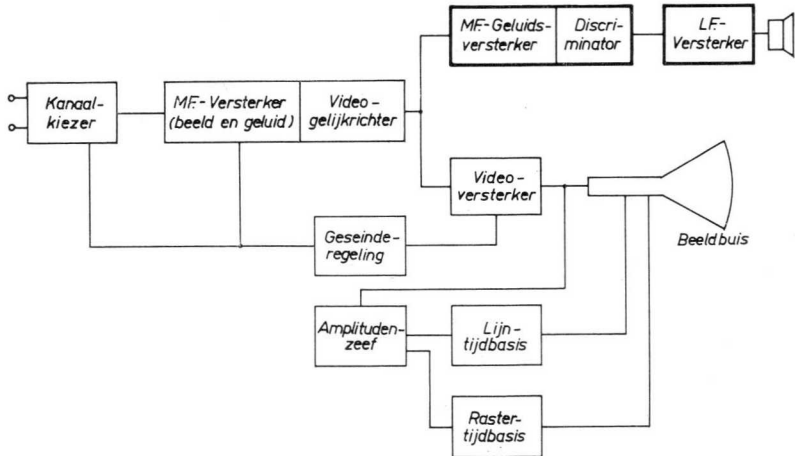 MF.-Geluids-
versterker
Discri-
minator
LF.-
Versterker
Kanaal-
kiezer
MF.-Versterker
(beeld en geluid)
Video-
gelijkrichter
Video-
versterker
Beeldbuis
Geseinde-
regeling
Amplituden-
zeef
Lijn-
tijdbasis
Raster-
tijdbasis